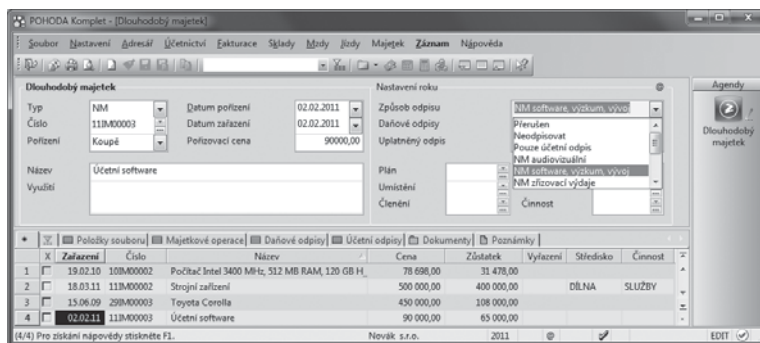 POHODA Komplet - [Dlouhodobý majetek]
Soubor Nastavení Adresář Účetnictví Fakturace Sklady Mzdy Jízdy Majetek Záznam Nápověda
Dlouhodobý majetek
Nastavení roku @
Agendy
Typ NM Datum pořízení 02.02.2011 Způsob odpisu NM software, výzkum, vývoj
Číslo 11IM00003 Datum zařazení 02.02.2011 Daňové odpisy Přerušen
Pořízení Koupě Pořizovací cena 90000,00 Uplatněný odpis Neodpisovat
Pouze účetní odpis
NM audiovizuální
NM software, výzkum, vývoj
NM zřizovací výdaje
Dlouhodobý
majetek
Název Účetní software Plán
Využití Umístění
Členění Činnost
Položky souboru Majetkové operace Daňové odpisy Účetní odpisy Dokumenty Poznámky
X Zařazení Číslo Název Cena Zůstatek Vyřazení Středisko Činnost
1 19.02.10 10IM00002 Počítač Intel 3400 MHz, 512 MB RAM, 120 GB H_ 78 698,00 31 478,00
2 18.03.11 11IM00002 Strojní zařízení 500 000,00 400 000,00 DÍLNA SLUŽBY
3 15.06.09 29IM00003 Toyota Corolla 450 000,00 108 000,00
4 02.02.11 11IM00003 Účetní software 90 000,00 65 000,00
(4/4) Pro získání nápovědy stiskněte F1. Novák s.r.o. 2011 @ EDIT